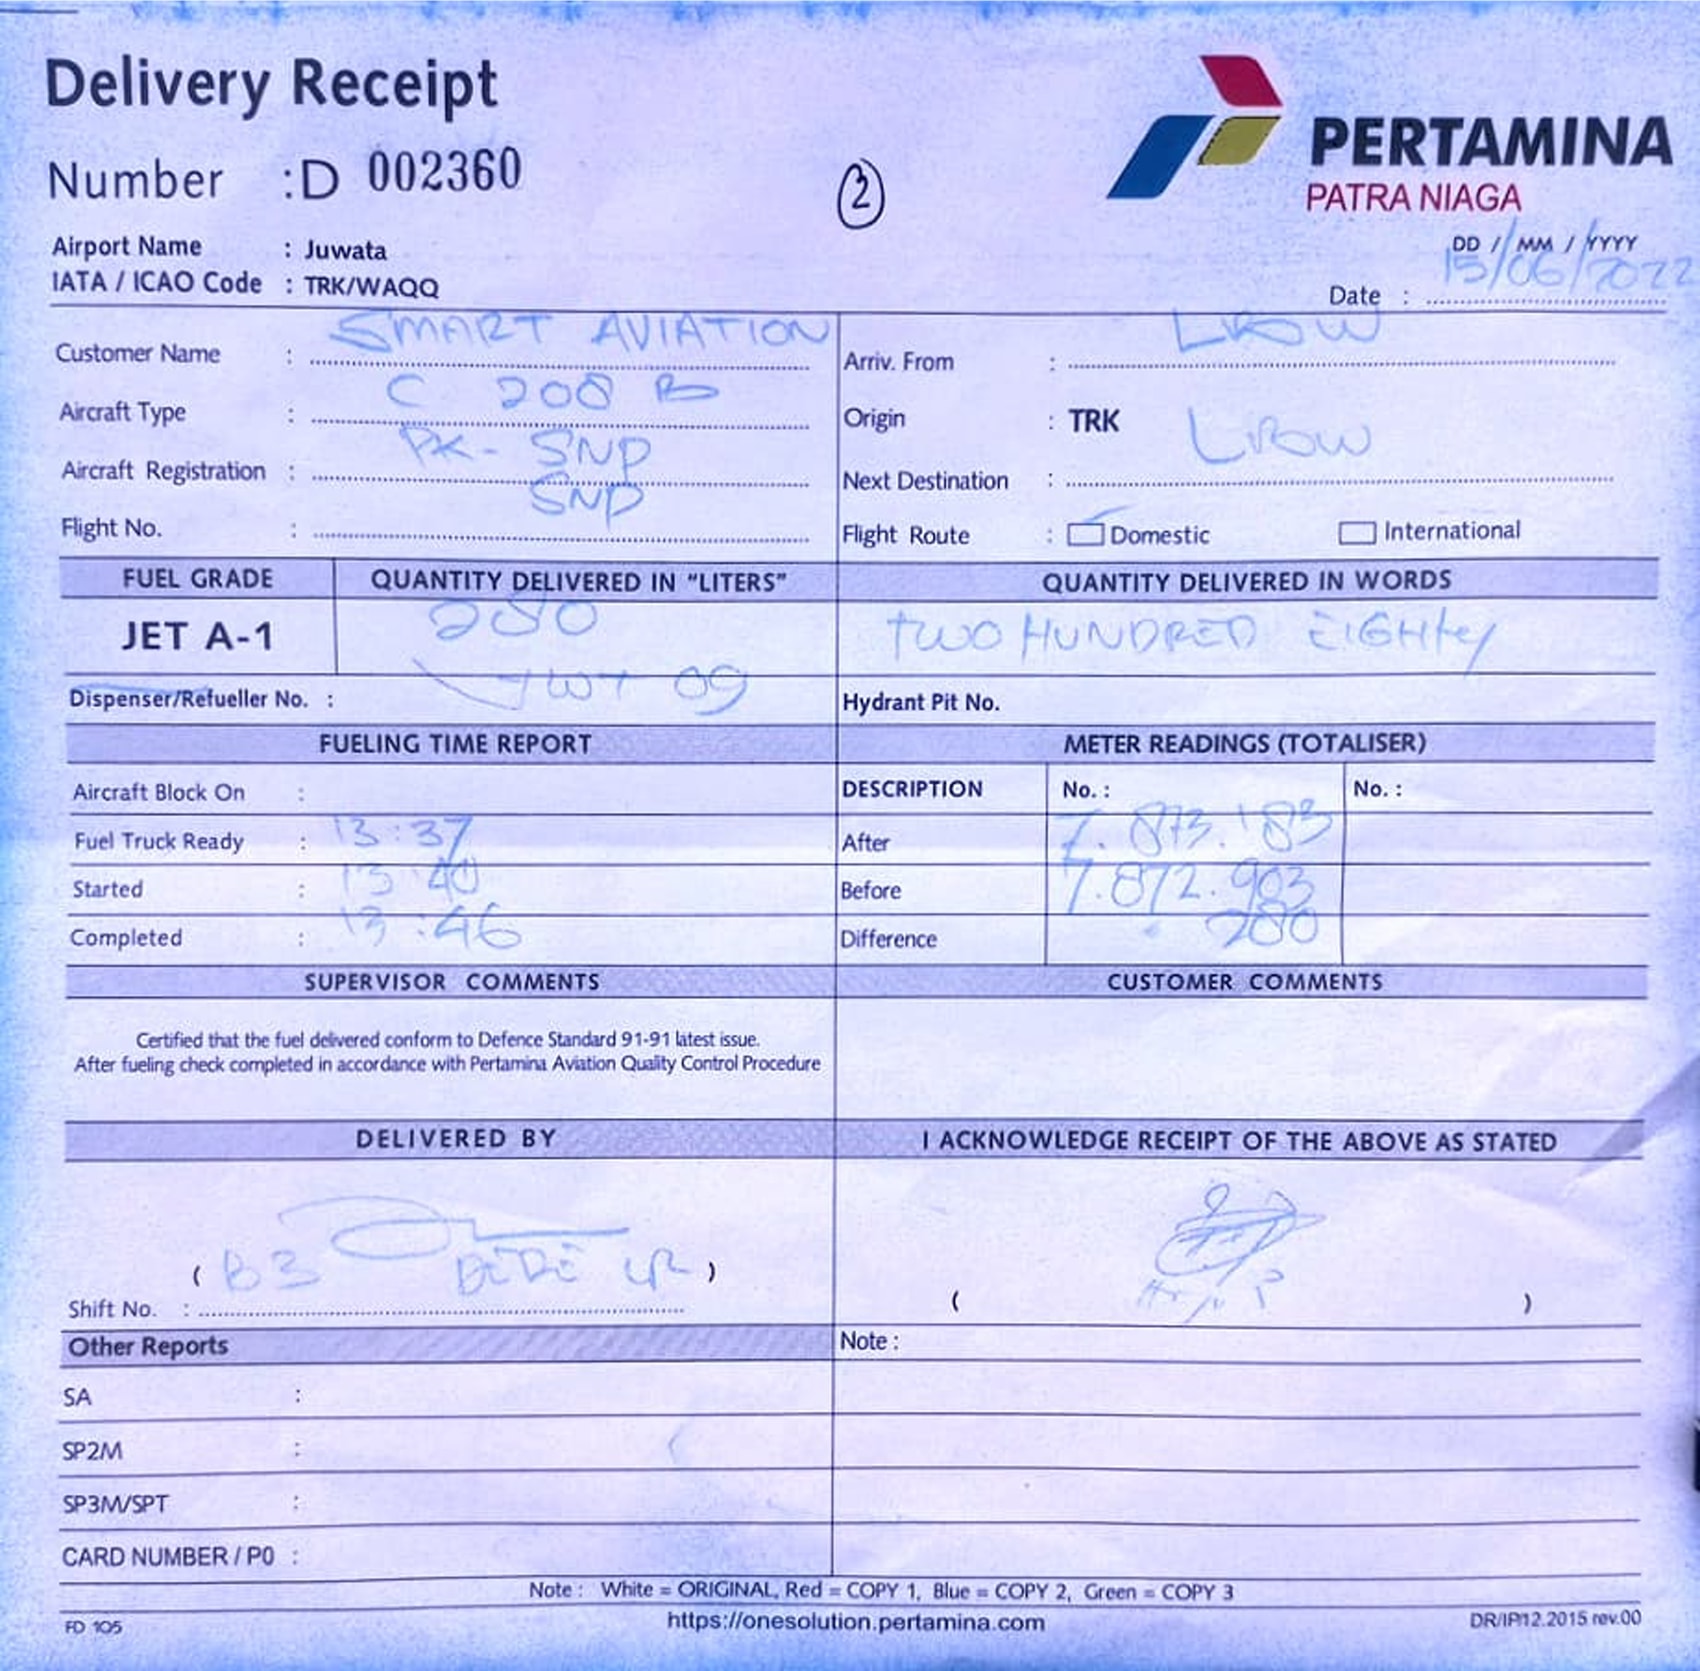 Delivery Receipt
Number : D 002360
2
PERTAMINA
PATRA NIAGA
Airport Name : Juwata
IATA / ICAO Code : TRK/WAQQ
DD / MM / YYYY
Date : 15/06/2022
Customer Name : SMART AVIATION
Aircraft Type : C 208 B
Aircraft Registration : PK - SNP
Flight No. : SNP
Arriv. From :
Origin : TRK
Next Destination :
Flight Route : Domestic International
FUEL GRADE QUANTITY DELIVERED IN "LITERS" QUANTITY DELIVERED IN WORDS
JET A-1 280 TWO HUNDRED EIGHTY
Dispenser/Refueller No. : 09
Hydrant Pit No.
FUELING TIME REPORT METER READINGS (TOTALISER)
Aircraft Block On : DESCRIPTION No. : No. :
Fuel Truck Ready : 13:37 After 7.873.183
Started : 13 40 Before 7.872.903
Completed : 13:46 Difference 280
SUPERVISOR COMMENTS CUSTOMER COMMENTS
Certified that the fuel delivered conform to Defence Standard 91-91 latest issue.
After fueling check completed in accordance with Pertamina Aviation Quality Control Procedure
DELIVERED BY I ACKNOWLEDGE RECEIPT OF THE ABOVE AS STATED
( B3 DEDE )
Shift No. :
( )
Other Reports Note :
SA :
SP2M :
SP3M/SPT :
CARD NUMBER / P0 :
Note : White = ORIGINAL, Red = COPY 1, Blue = COPY 2, Green = COPY 3
FD 105 https://onesolution.pertamina.com DR/IP/12.2015 rev.00